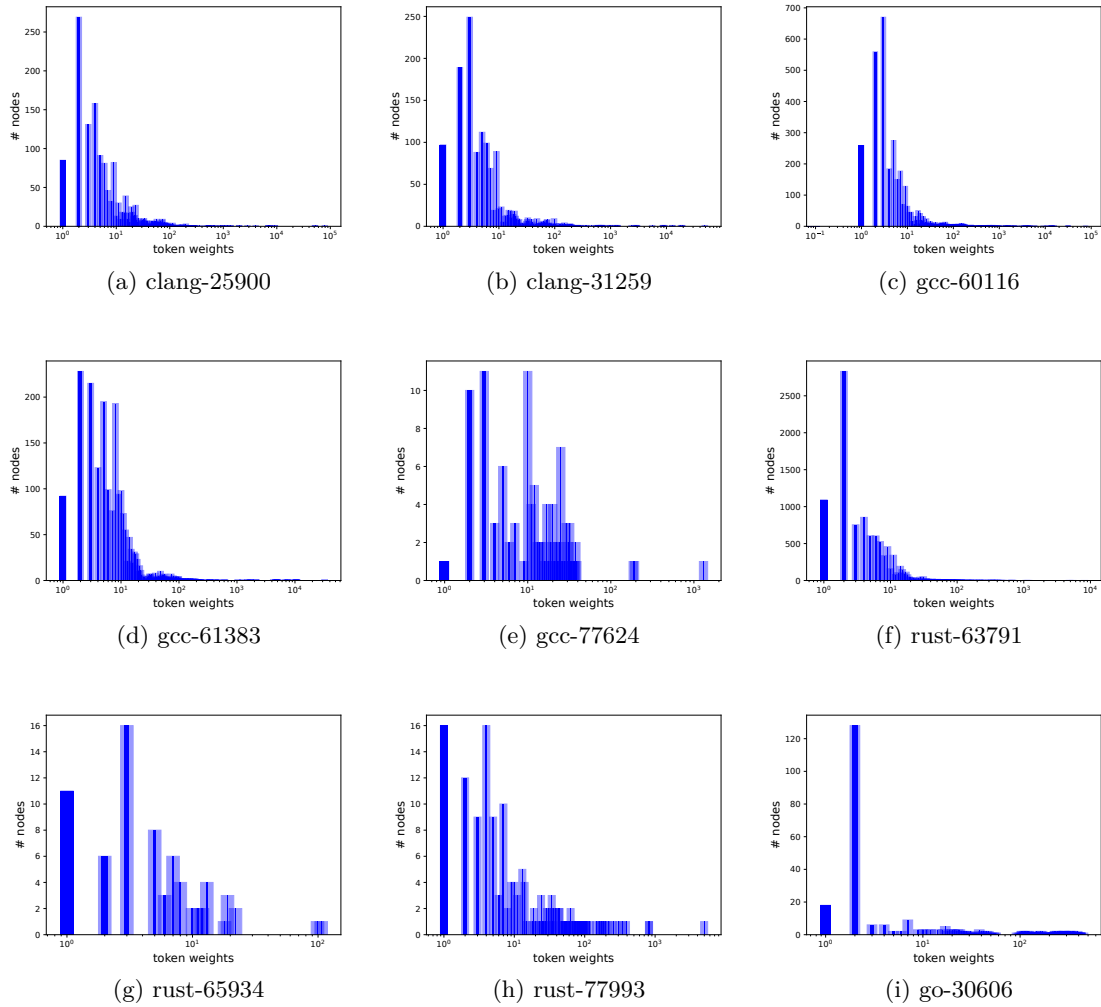 250
200
150
100
50
0
# nodes
10^0 10^1 10^2 10^3 10^4 10^5
token weights
(a) clang-25900
250
200
150
100
50
0
# nodes
10^0 10^1 10^2 10^3 10^4
token weights
(b) clang-31259
700
600
500
400
300
200
100
0
# nodes
10^-1 10^0 10^1 10^2 10^3 10^4 10^5
token weights
(c) gcc-60116
200
150
100
50
0
# nodes
10^0 10^1 10^2 10^3 10^4
token weights
(d) gcc-61383
10
8
6
4
2
0
# nodes
10^0 10^1 10^2 10^3
token weights
(e) gcc-77624
2500
2000
1500
1000
500
0
# nodes
10^0 10^1 10^2 10^3 10^4
token weights
(f) rust-63791
16
14
12
10
8
6
4
2
0
# nodes
10^0 10^1 10^2
token weights
(g) rust-65934
16
14
12
10
8
6
4
2
0
# nodes
10^0 10^1 10^2 10^3
token weights
(h) rust-77993
120
100
80
60
40
20
0
# nodes
10^0 10^1 10^2
token weights
(i) go-30606